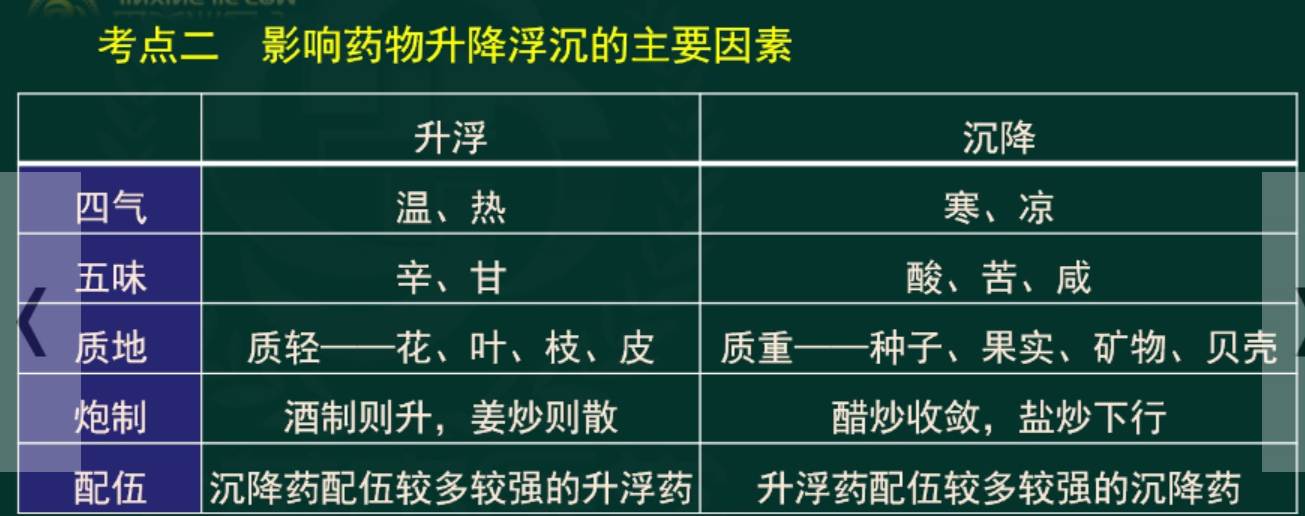 考点二 影响药物升降浮沉的主要因素
升浮 沉降
四气 温、热 寒、凉
五味 辛、甘 酸、苦、咸
质地 质轻——花、叶、枝、皮 质重——种子、果实、矿物、贝壳
炮制 酒制则升，姜炒则散 醋炒收敛，盐炒下行
配伍 沉降药配伍较多较强的升浮药 升浮药配伍较多较强的沉降药